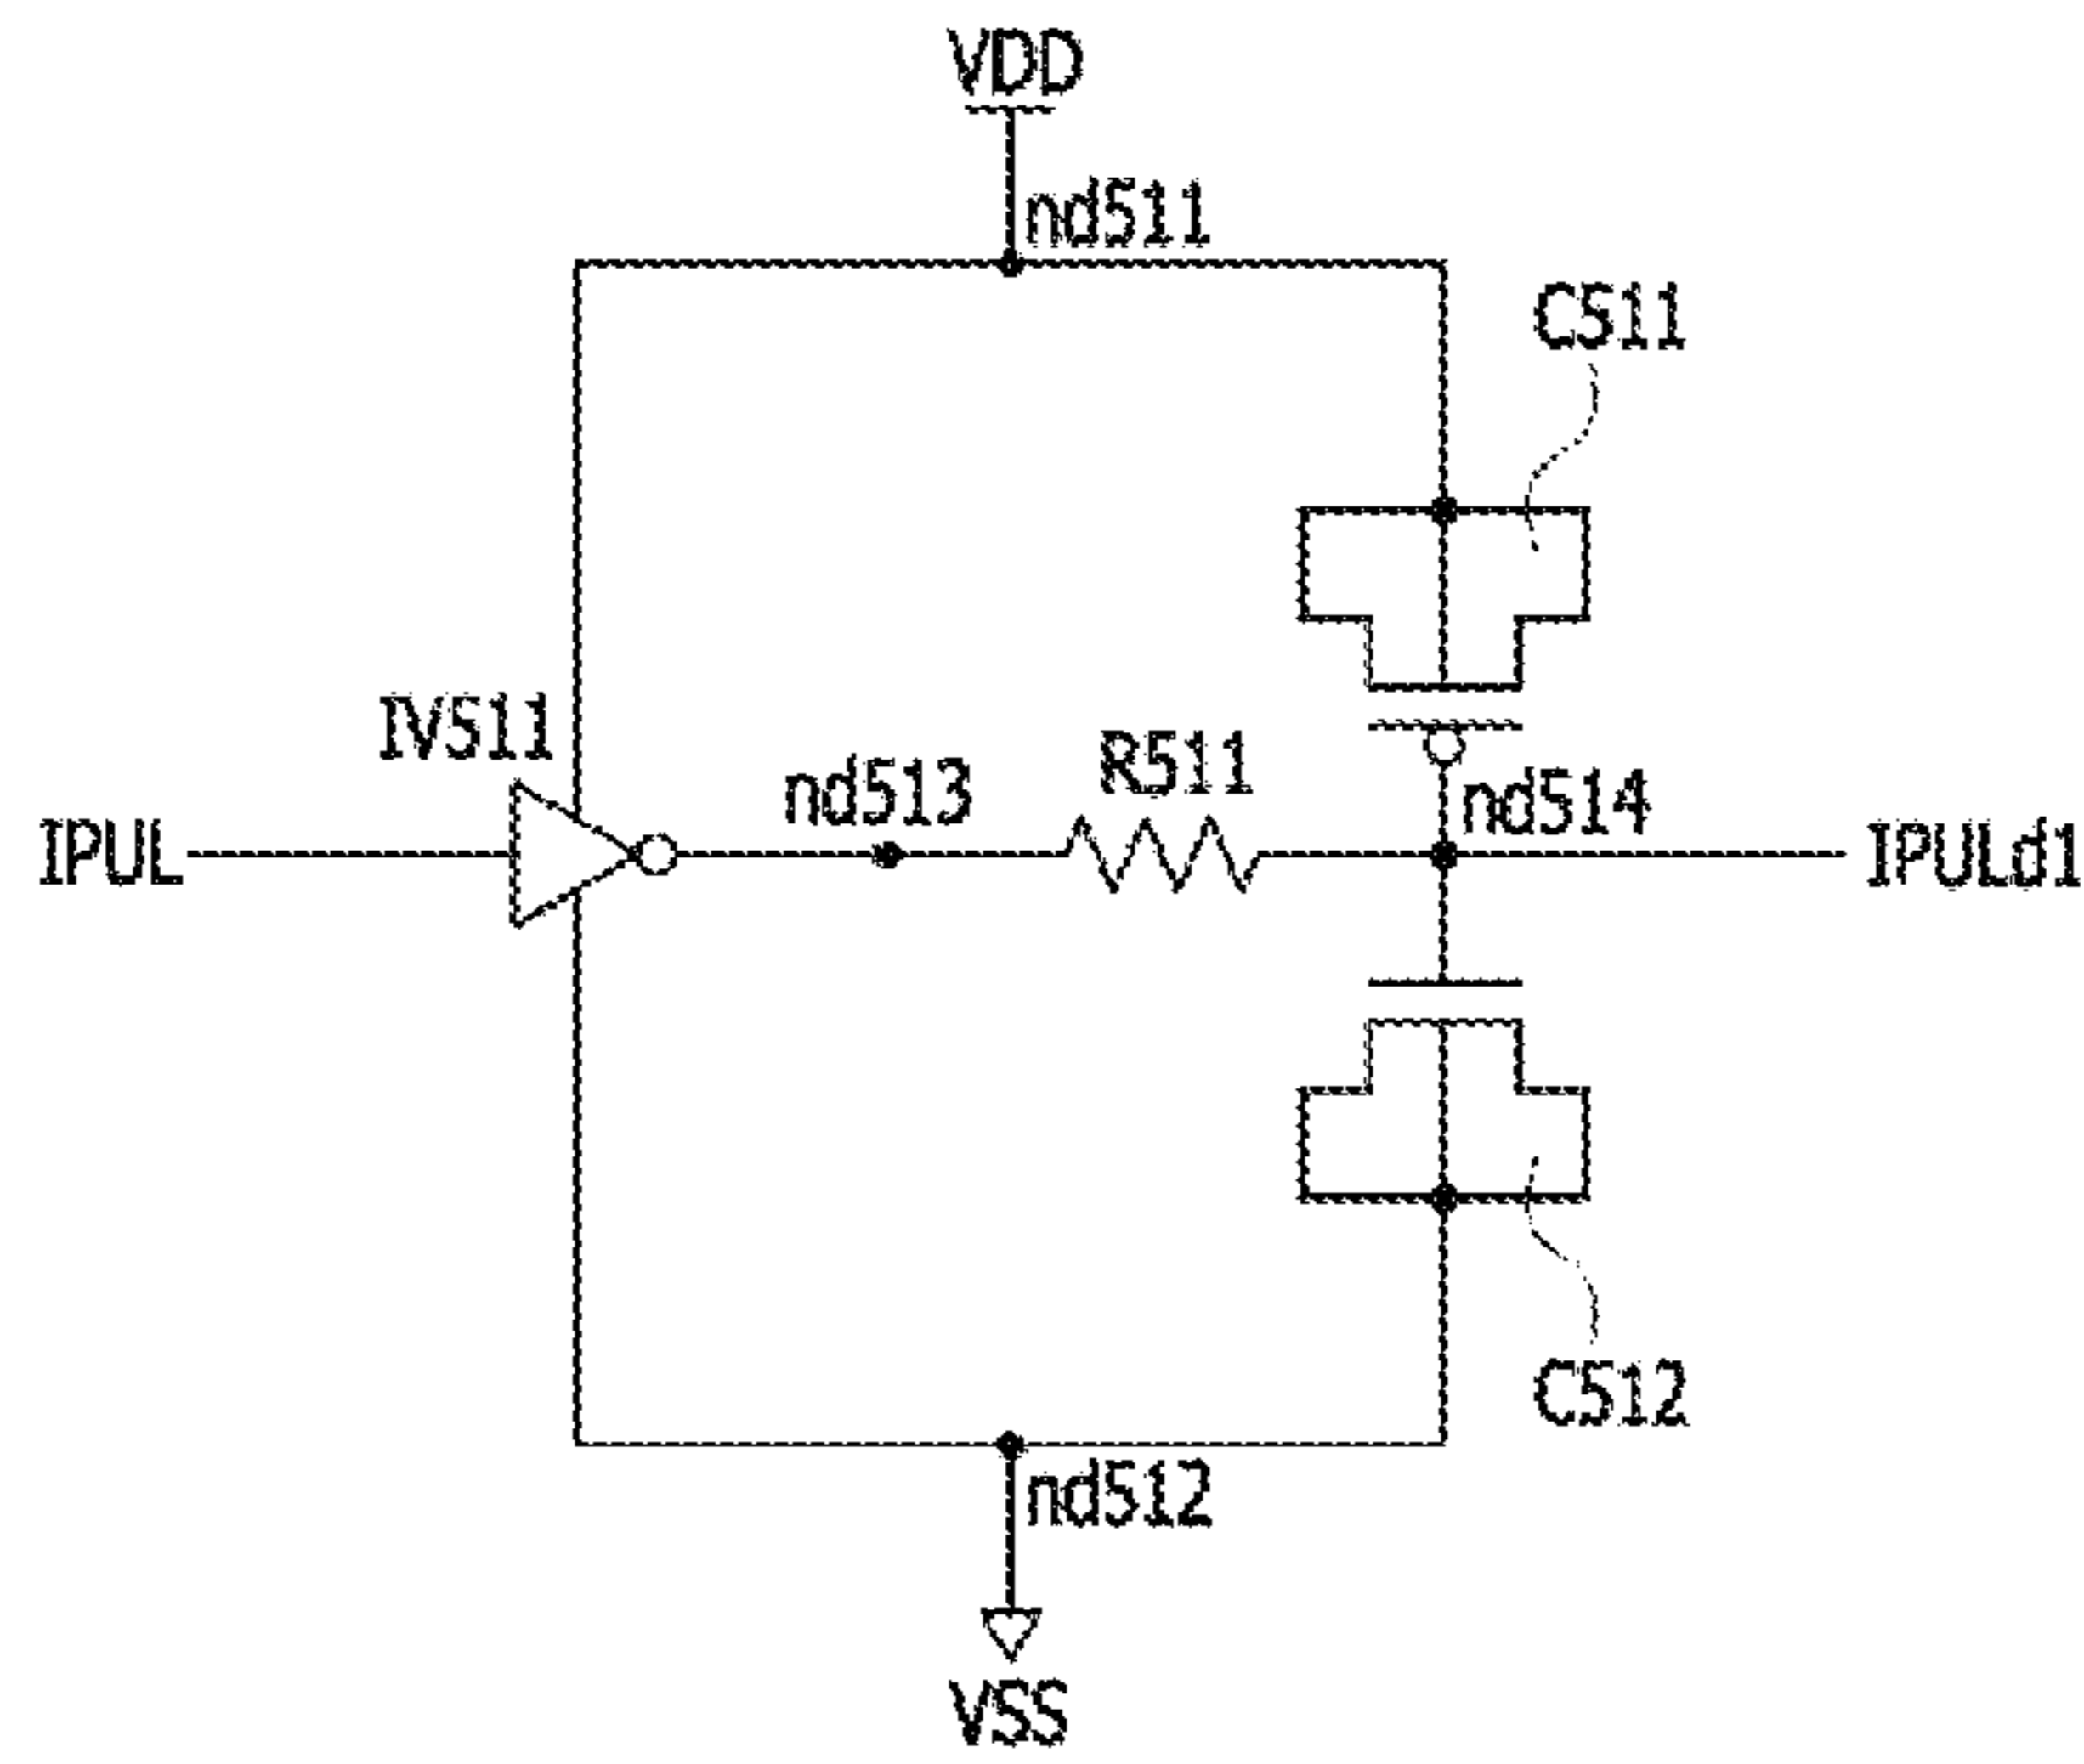 VDD
nd511
C511
IV511
nd513
R511
nd514
IPUL
IPULd1
C512
nd512
VSS